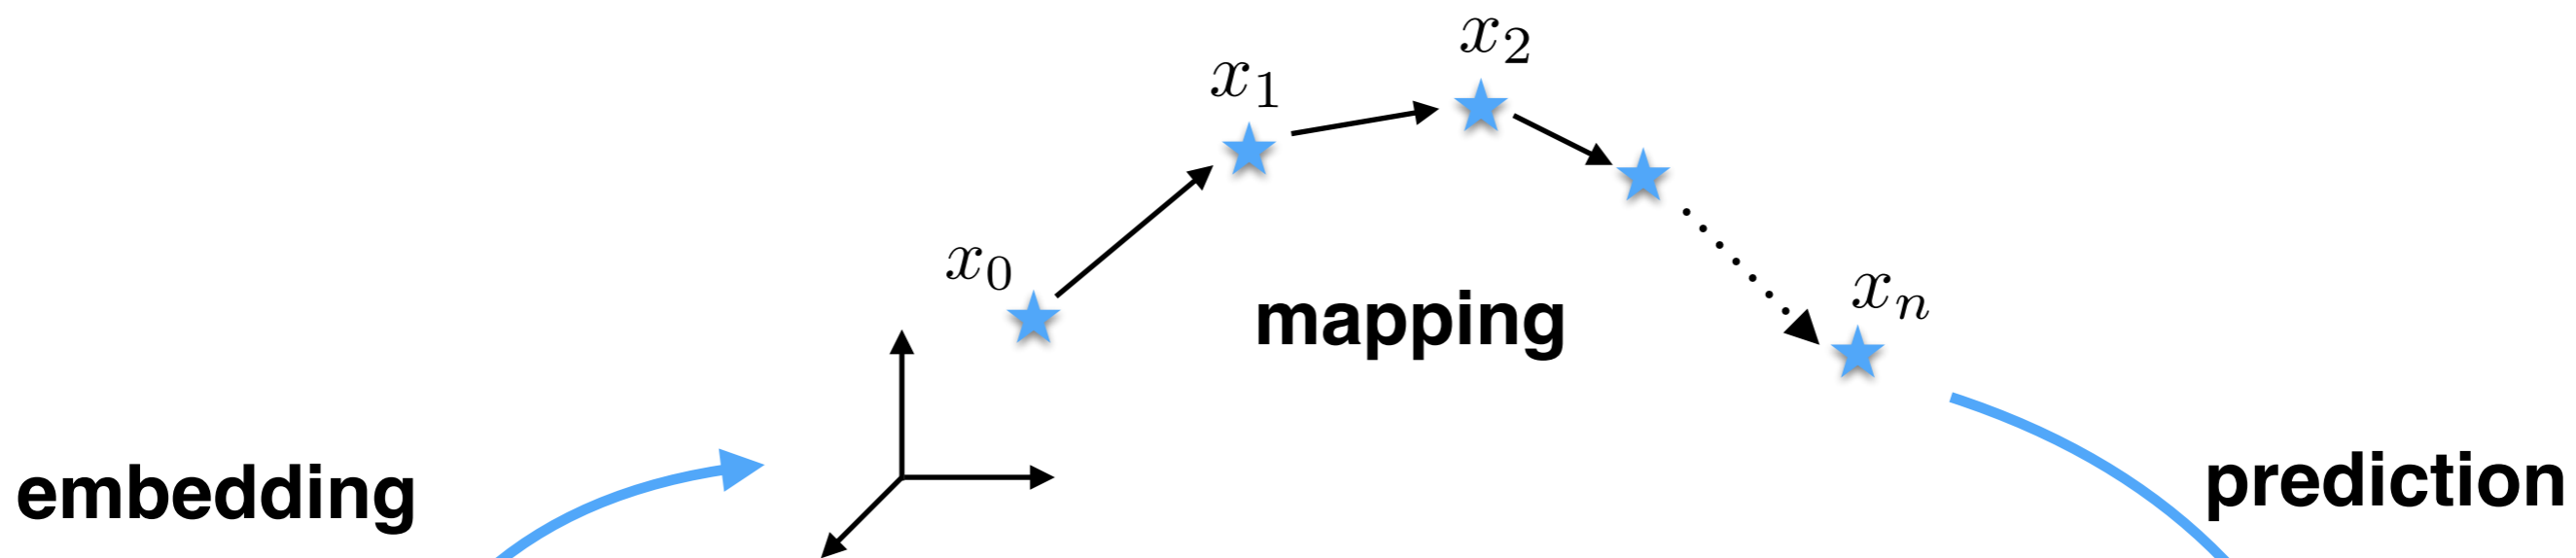 x₂
x₁
x₀
xₙ
mapping
embedding
prediction